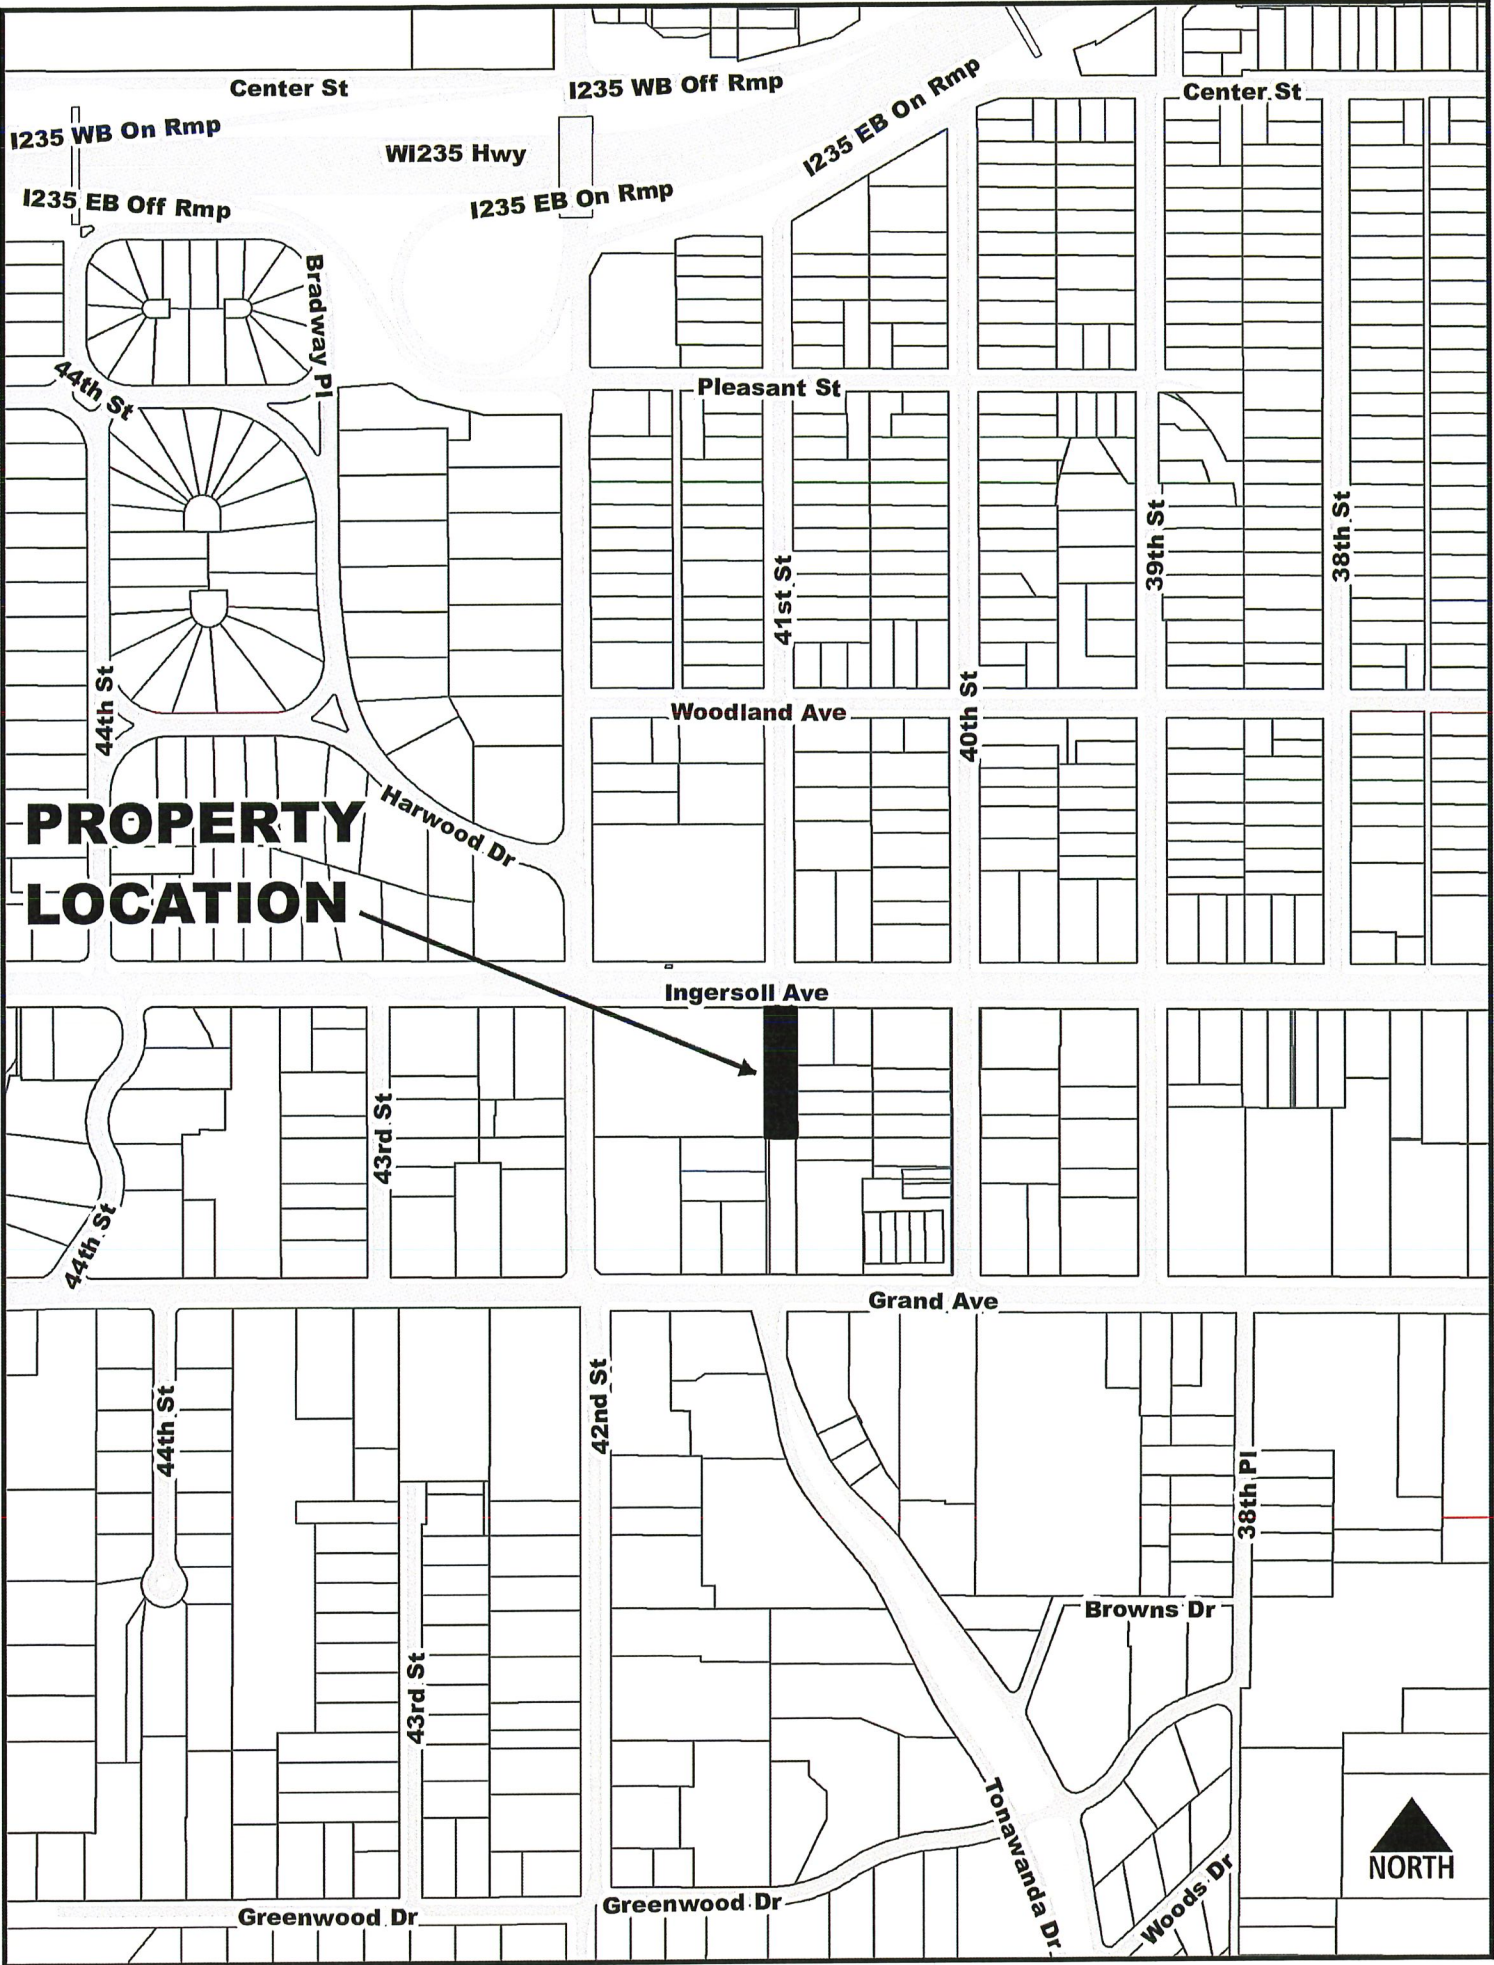 Center St
I235 WB Off Rmp
I235 EB On Rmp
Center St
I235 WB On Rmp
WI235 Hwy
I235 EB Off Rmp
I235 EB On Rmp
Bradway Pl
44th St
Pleasant St
41st St
39th St
38th St
44th St
Woodland Ave
40th St
PROPERTY
LOCATION
Harwood Dr
Ingersoll Ave
43rd St
44th St
Grand Ave
44th St
42nd St
38th Pl
Browns Dr
43rd St
Tonawanda Dr
Woods Dr
NORTH
Greenwood Dr
Greenwood Dr